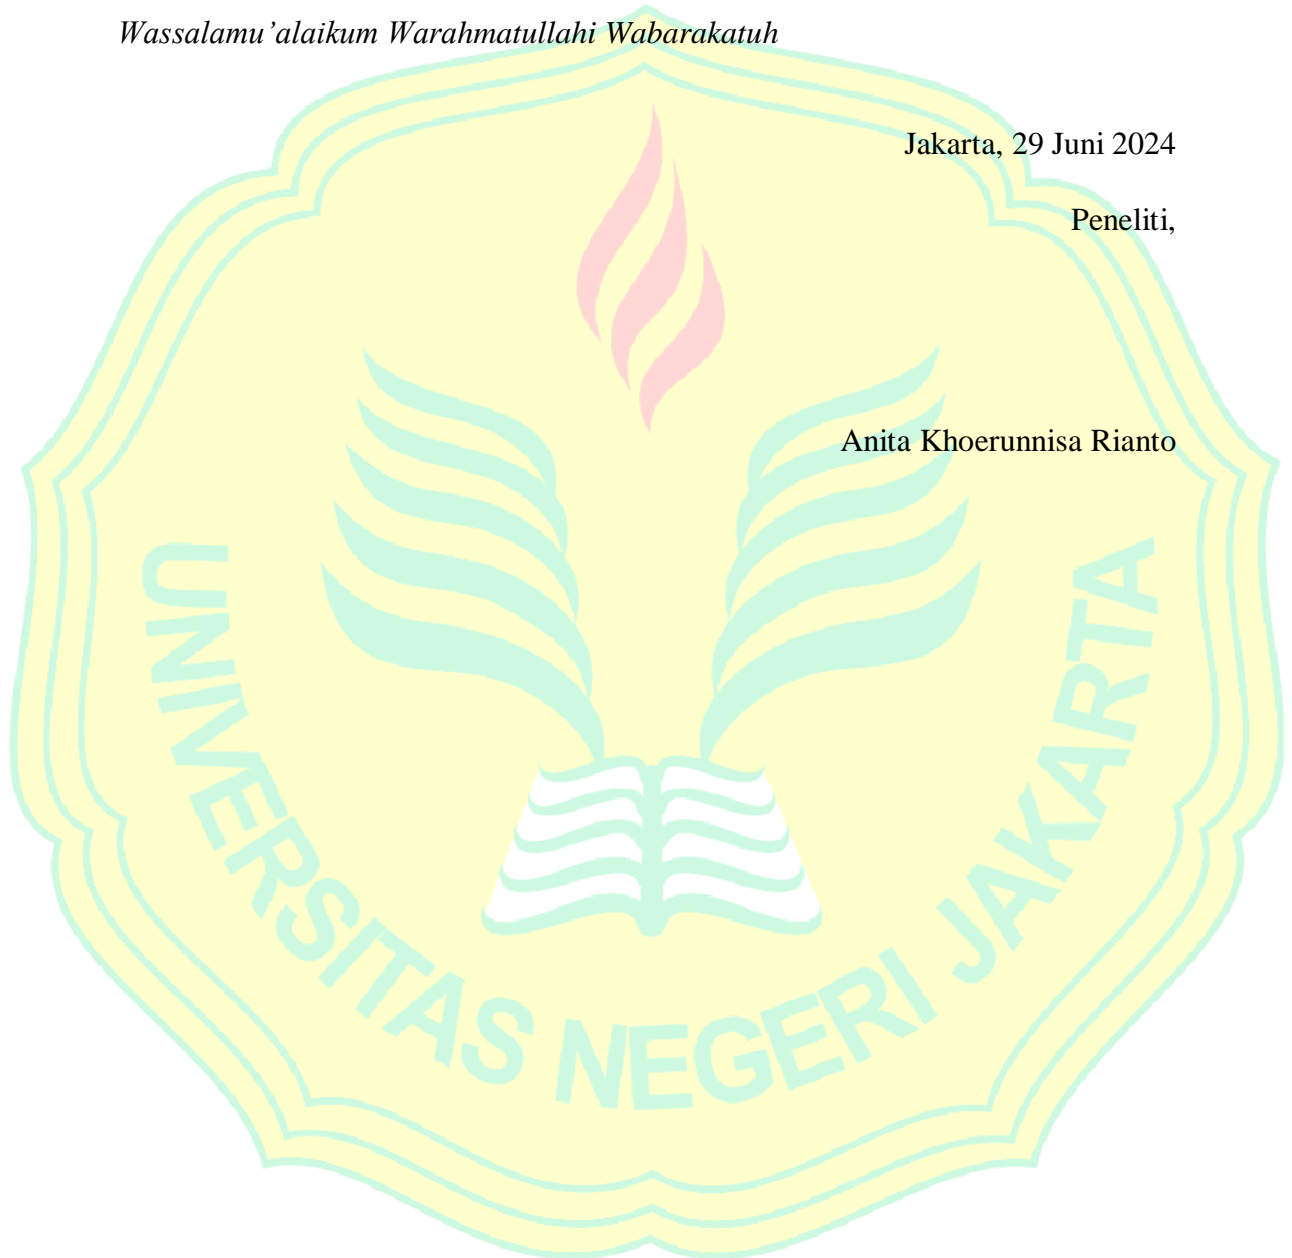 Wassalamu’alaikum Warahmatullahi Wabarakatuh
Jakarta, 29 Juni 2024
Peneliti,
Anita Khoerunnisa Rianto
UNIVERSITAS NEGERI JAKARTA